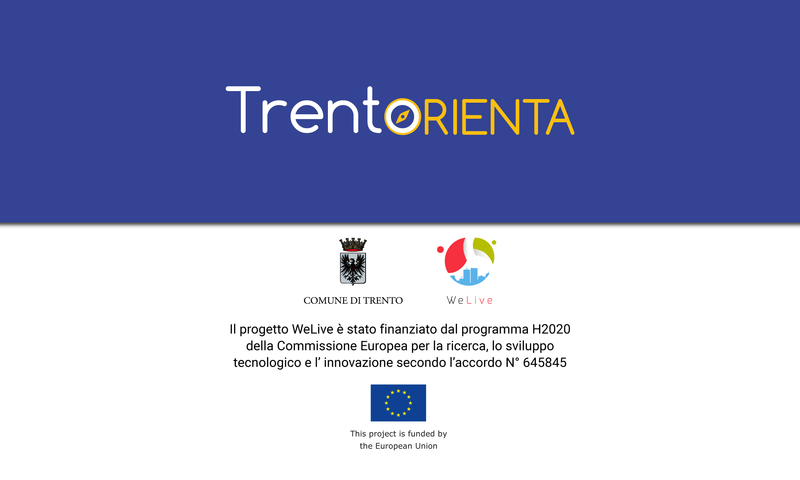 TrentORIENTA
COMUNE DI TRENTO
WeLive
Il progetto WeLive è stato finanziato dal programma H2020
della Commissione Europea per la ricerca, lo sviluppo
tecnologico e l’ innovazione secondo l’accordo N° 645845
This project is funded by
the European Union